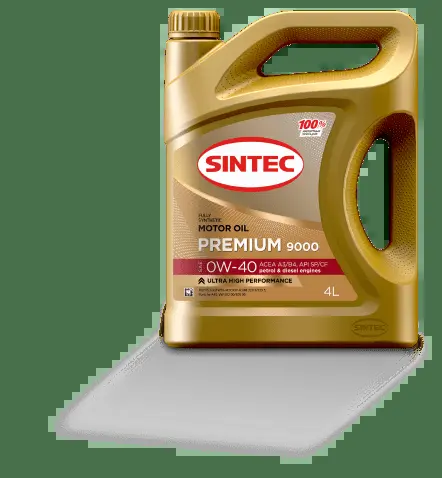 100%
SINTEC
FULLY
SYNTHETIC
MOTOR OIL
PREMIUM 9000
SAE 0W-40 ACEA A3/B4, API SP/CF
petrol & diesel engines
ULTRA HIGH PERFORMANCE
4L
SINTEC